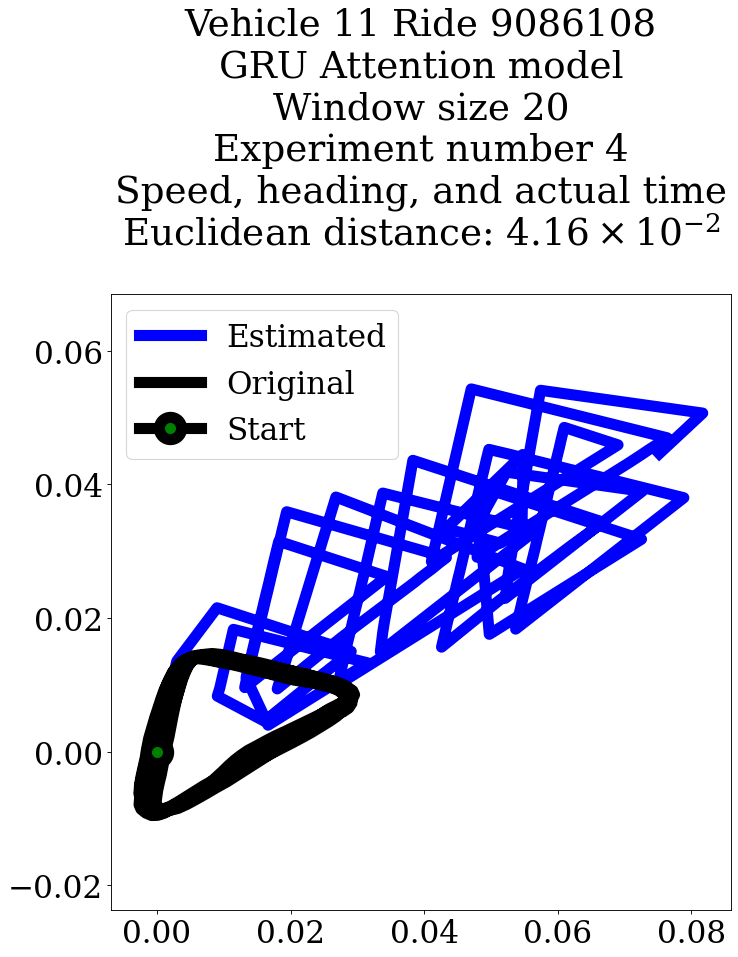 Vehicle 11 Ride 9086108
GRU Attention model
Window size 20
Experiment number 4
Speed, heading, and actual time
Euclidean distance: 4.16 × 10⁻²
Estimated
Original
Start
0.06
0.04
0.02
0.00
−0.02
0.00 0.02 0.04 0.06 0.08